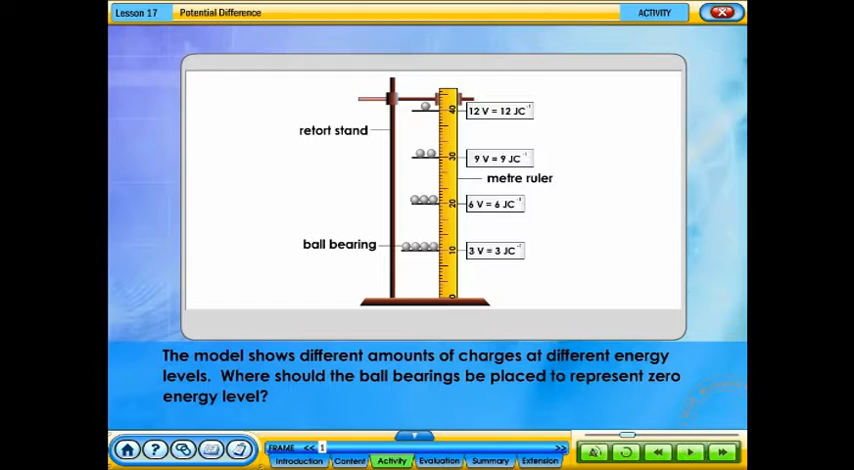 Lesson 17
Potential Difference
ACTIVITY
40
12 V = 12 JC⁻¹
retort stand
30
9 V = 9 JC⁻¹
metre ruler
20
6 V = 6 JC⁻¹
ball bearing
10
3 V = 3 JC⁻¹
0
The model shows different amounts of charges at different energy
levels. Where should the ball bearings be placed to represent zero
energy level?
FRAME << 1 >>
Introduction Content Activity Evaluation Summary Extension